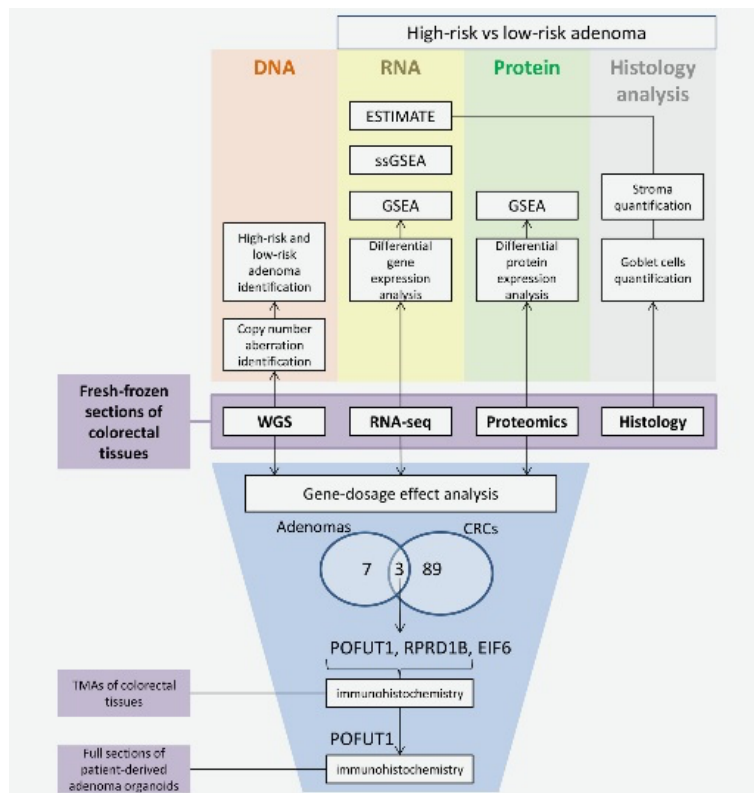 High-risk vs low-risk adenoma
DNA
RNA
Protein
Histology
analysis
ESTIMATE
ssGSEA
GSEA
GSEA
Stroma
quantification
High-risk and
low-risk
adenoma
identification
Differential
gene
expression
analysis
Differential
protein
expression
analysis
Goblet cells
quantification
Copy number
aberration
identification
Fresh-frozen
sections of
colorectal
tissues
WGS
RNA-seq
Proteomics
Histology
Gene-dosage effect analysis
Adenomas
CRCs
7
3
89
POFUT1, RPRD1B, EIF6
TMAs of colorectal
tissues
immunohistochemistry
POFUT1
Full sections of
patient-derived
adenoma organoids
immunohistochemistry